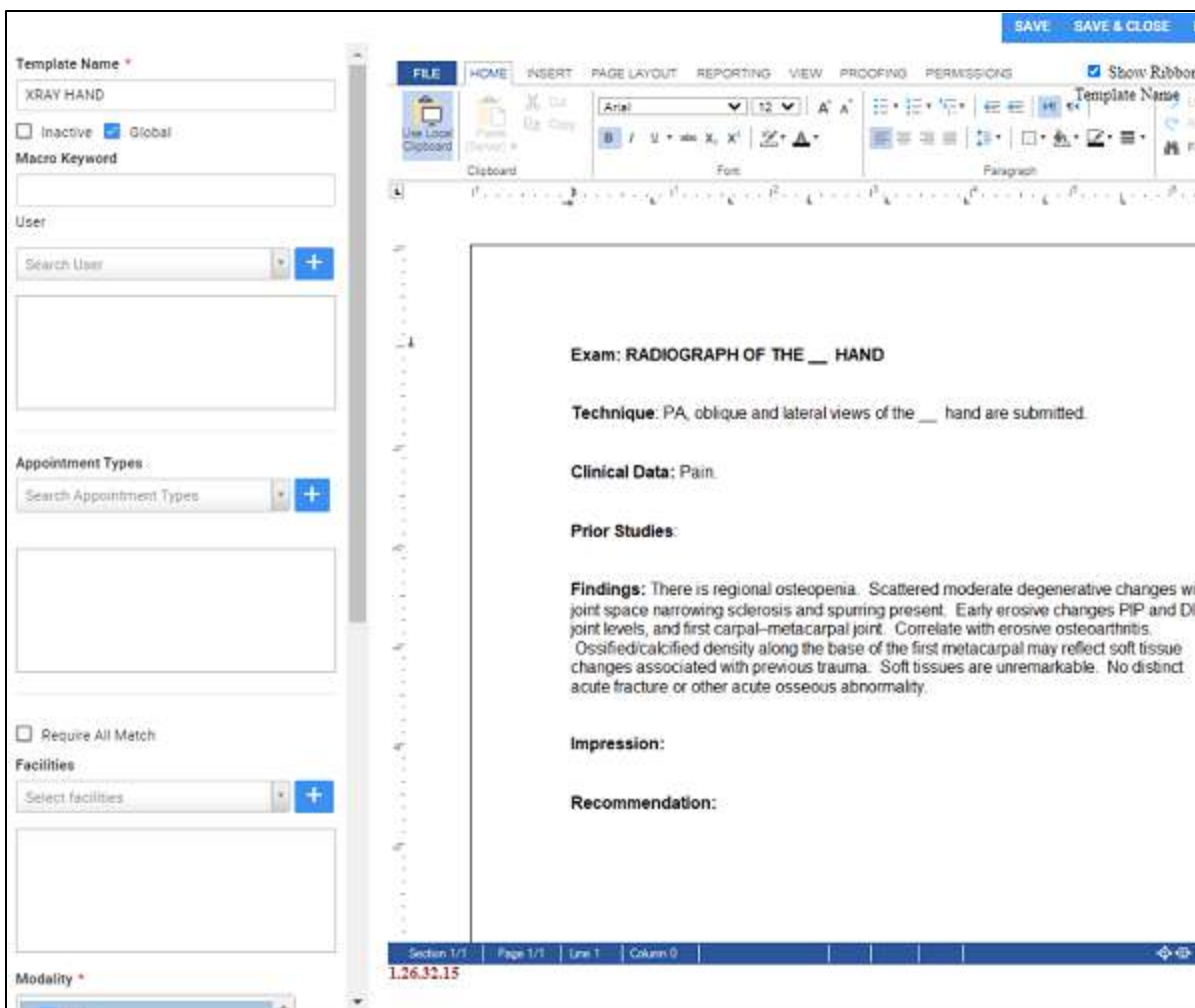 SAVE SAVE & CLOSE
Template Name *
XRAY HAND
Inactive Global
Macro Keyword
User
Search User
+
Appointment Types
Search Appointment Types
+
Require All Match
Facilities
Select facilities
+
Modality *
FILE HOME INSERT PAGE LAYOUT REPORTING VIEW PROOFING PERMISSIONS Show Ribbon
Template Name
Use Local Clipboard
Paste (Server)
Cut
Copy
Arial 12
Clipboard Font Paragraph
Exam: RADIOGRAPH OF THE __ HAND
Technique: PA, oblique and lateral views of the __ hand are submitted.
Clinical Data: Pain.
Prior Studies:
Findings: There is regional osteopenia. Scattered moderate degenerative changes wi
joint space narrowing sclerosis and spurring present. Early erosive changes PIP and DI
joint levels, and first carpal–metacarpal joint. Correlate with erosive osteoarthritis.
Ossified/calcified density along the base of the first metacarpal may reflect soft tissue
changes associated with previous trauma. Soft tissues are unremarkable. No distinct
acute fracture or other acute osseous abnormality.
Impression:
Recommendation:
Section 1/1 Page 1/1 Line 1 Column 0
1.26.32.15